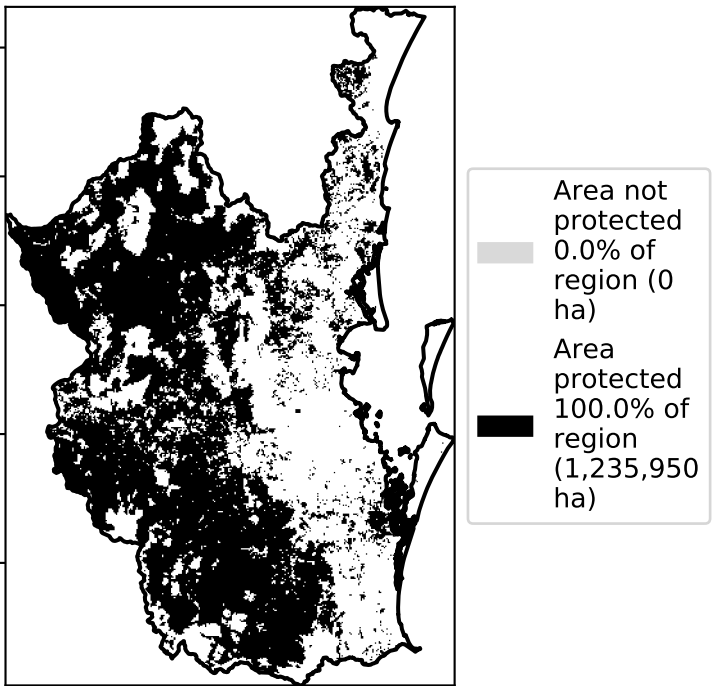 Area not
protected
0.0% of
region (0
ha)
Area
protected
100.0% of
region
(1,235,950
ha)